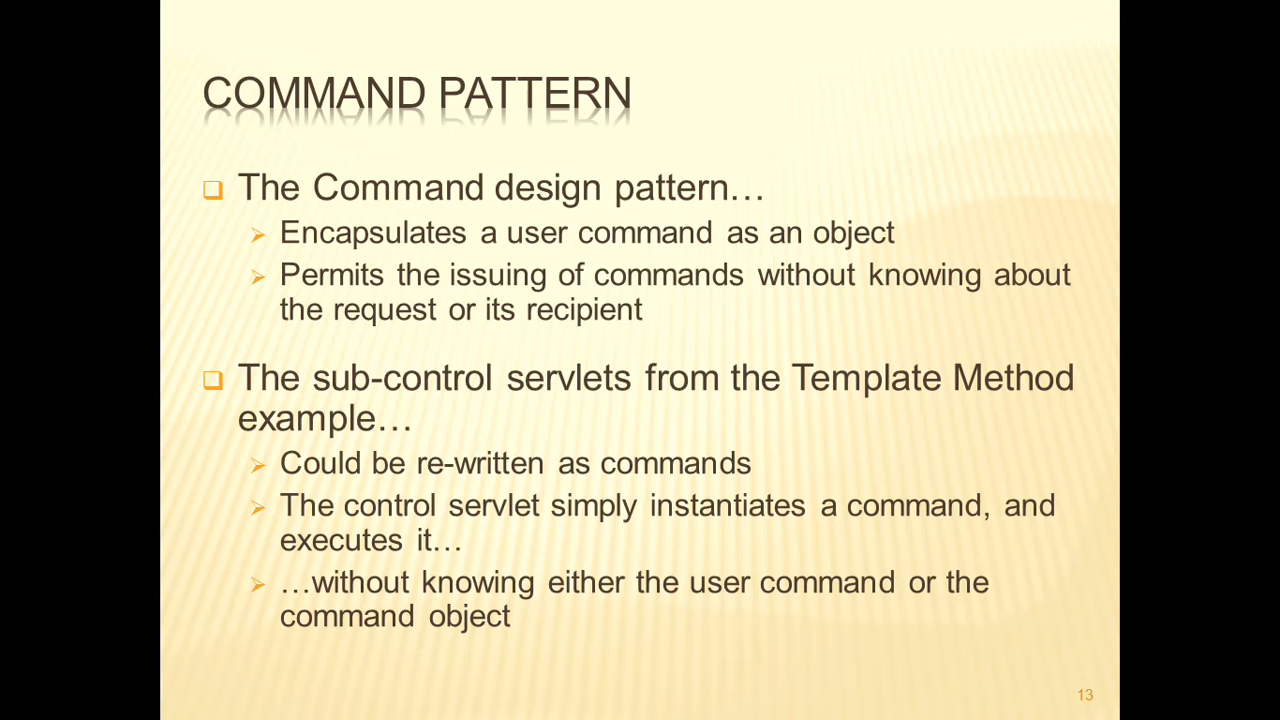 COMMAND PATTERN
The Command design pattern…
Encapsulates a user command as an object
Permits the issuing of commands without knowing about
the request or its recipient
The sub-control servlets from the Template Method
example…
Could be re-written as commands
The control servlet simply instantiates a command, and
executes it…
…without knowing either the user command or the
command object
13